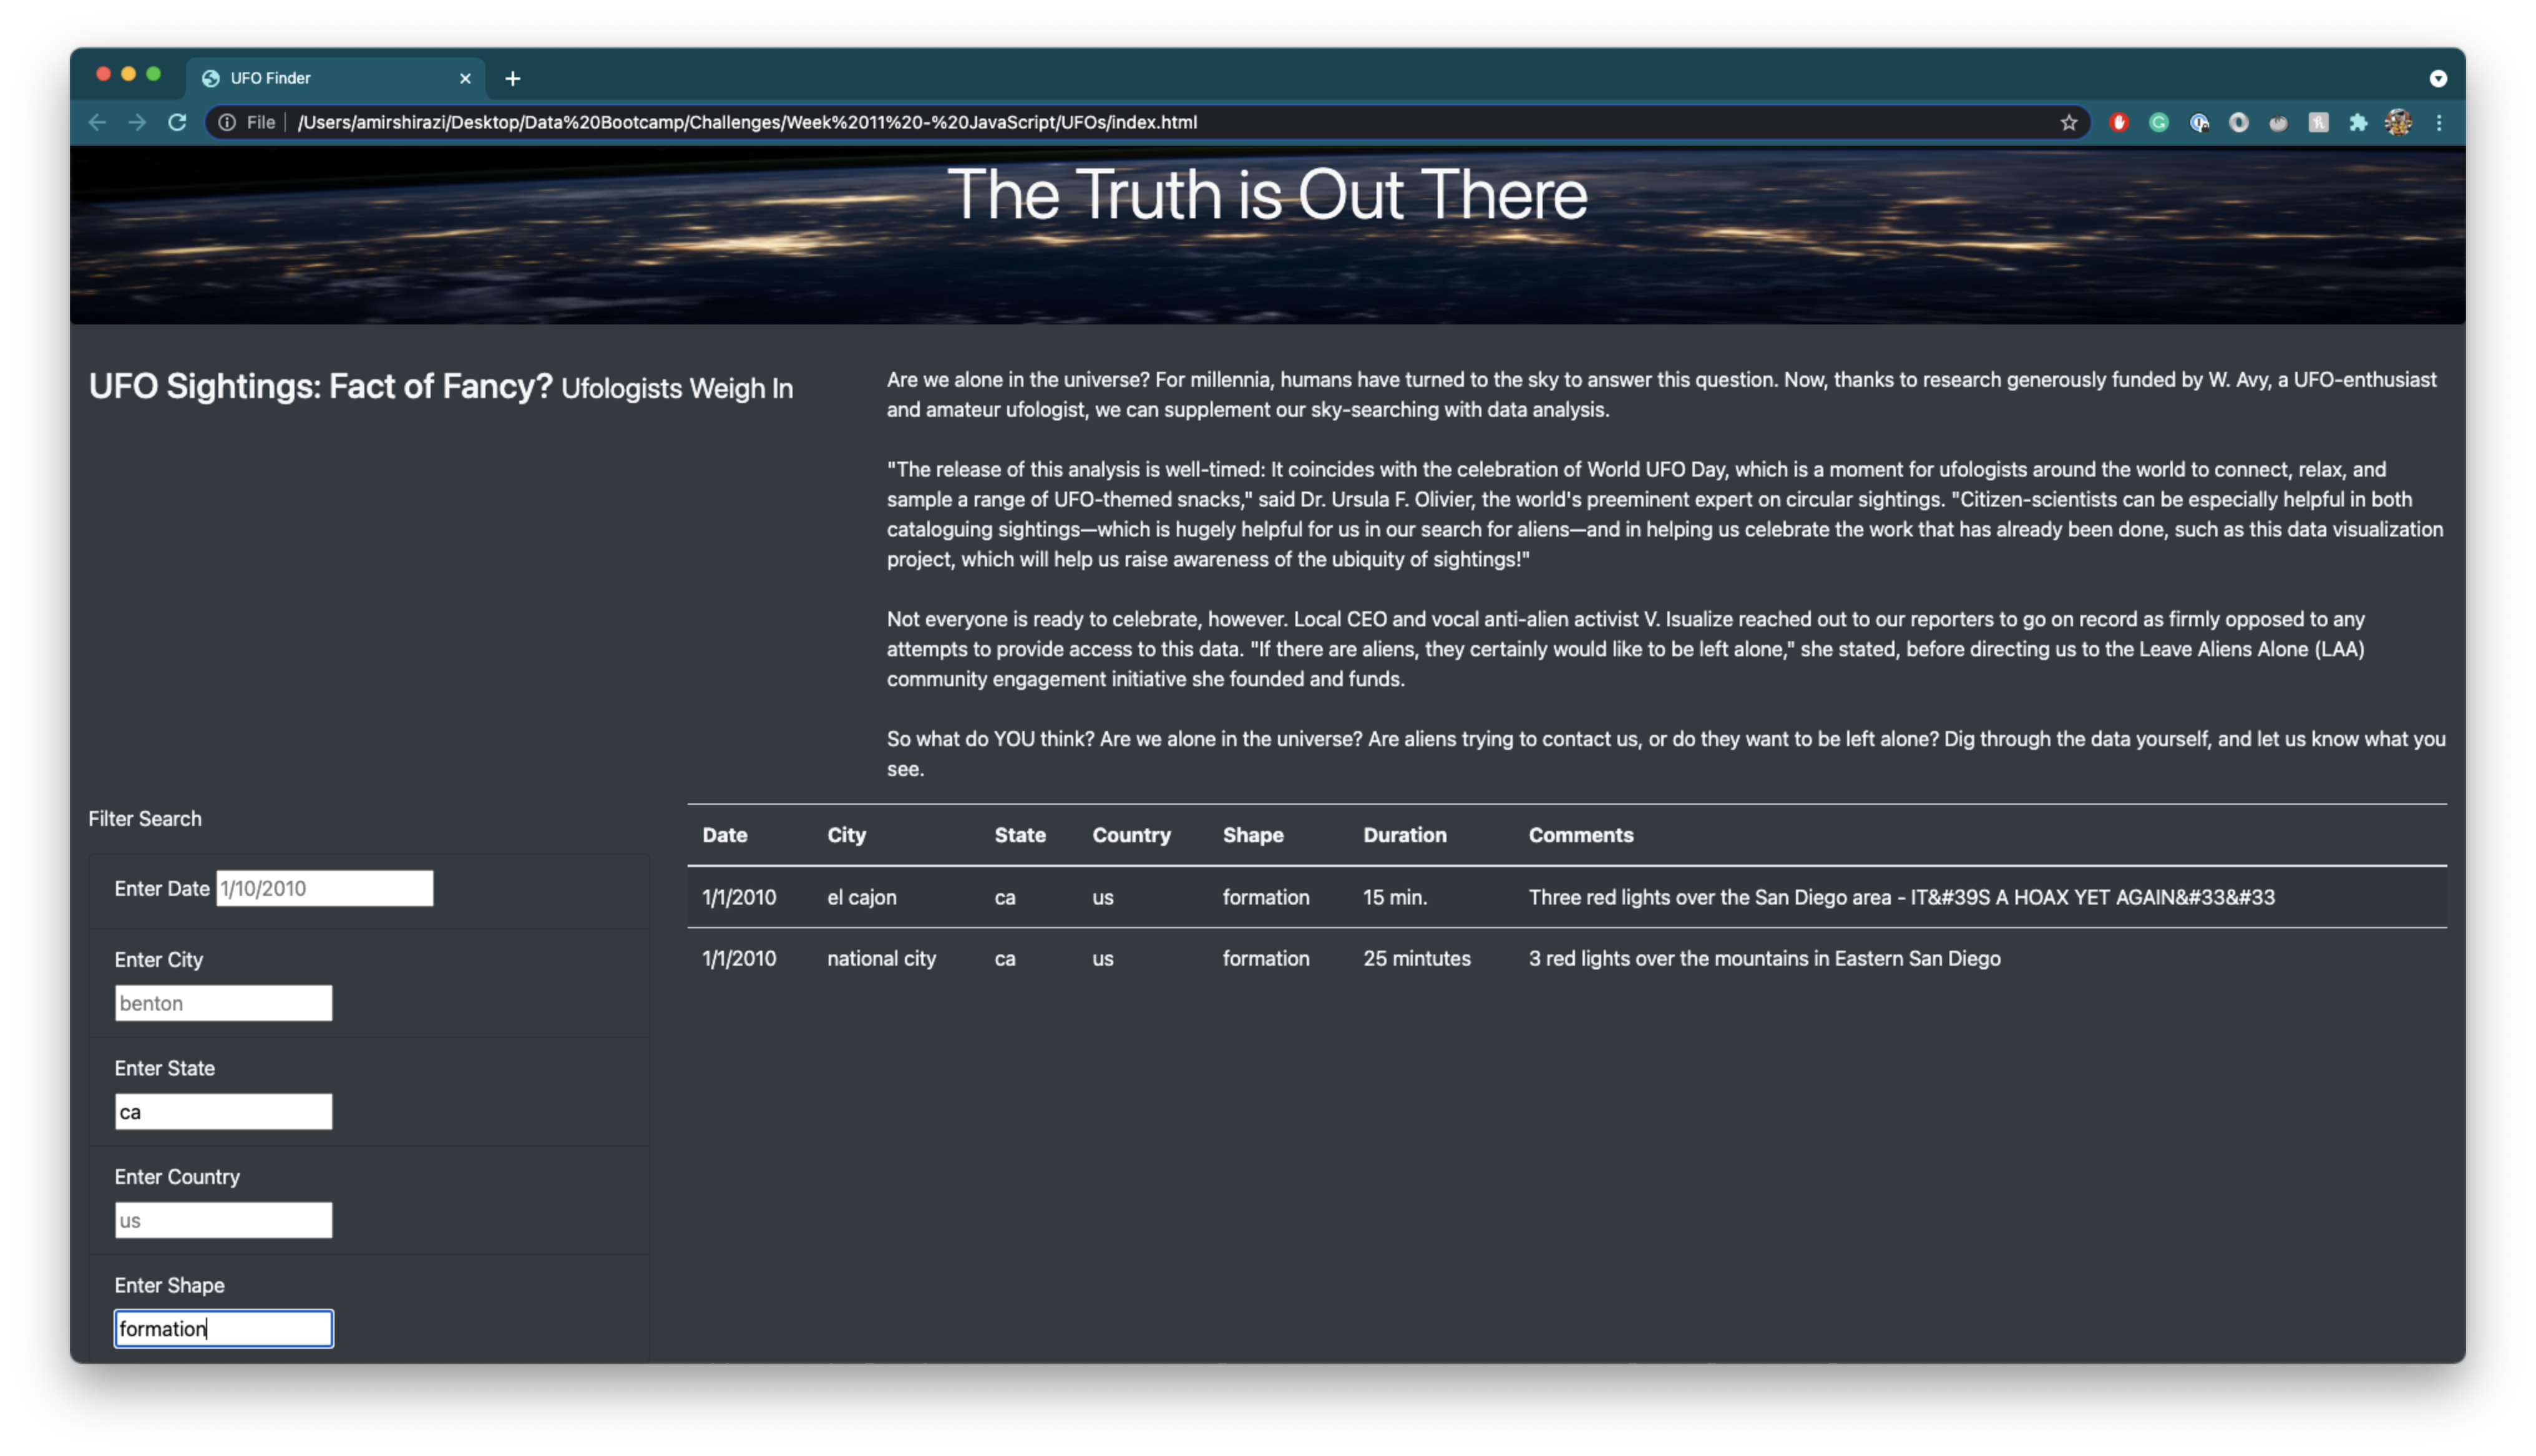 UFO Finder
File /Users/amirshirazi/Desktop/Data%20Bootcamp/Challenges/Week%2011%20-%20JavaScript/UFOs/index.html
The Truth is Out There
UFO Sightings: Fact of Fancy? Ufologists Weigh In
Are we alone in the universe? For millennia, humans have turned to the sky to answer this question. Now, thanks to research generously funded by W. Avy, a UFO-enthusiast
and amateur ufologist, we can supplement our sky-searching with data analysis.
"The release of this analysis is well-timed: It coincides with the celebration of World UFO Day, which is a moment for ufologists around the world to connect, relax, and
sample a range of UFO-themed snacks," said Dr. Ursula F. Olivier, the world's preeminent expert on circular sightings. "Citizen-scientists can be especially helpful in both
cataloguing sightings—which is hugely helpful for us in our search for aliens—and in helping us celebrate the work that has already been done, such as this data visualization
project, which will help us raise awareness of the ubiquity of sightings!"
Not everyone is ready to celebrate, however. Local CEO and vocal anti-alien activist V. Isualize reached out to our reporters to go on record as firmly opposed to any
attempts to provide access to this data. "If there are aliens, they certainly would like to be left alone," she stated, before directing us to the Leave Aliens Alone (LAA)
community engagement initiative she founded and funds.
So what do YOU think? Are we alone in the universe? Are aliens trying to contact us, or do they want to be left alone? Dig through the data yourself, and let us know what you
see.
Filter Search
Enter Date 1/10/2010
Enter City
benton
Enter State
ca
Enter Country
us
Enter Shape
formation
Date City State Country Shape Duration Comments
1/1/2010 el cajon ca us formation 15 min. Three red lights over the San Diego area - IT&#39S A HOAX YET AGAIN&#33&#33
1/1/2010 national city ca us formation 25 mintutes 3 red lights over the mountains in Eastern San Diego